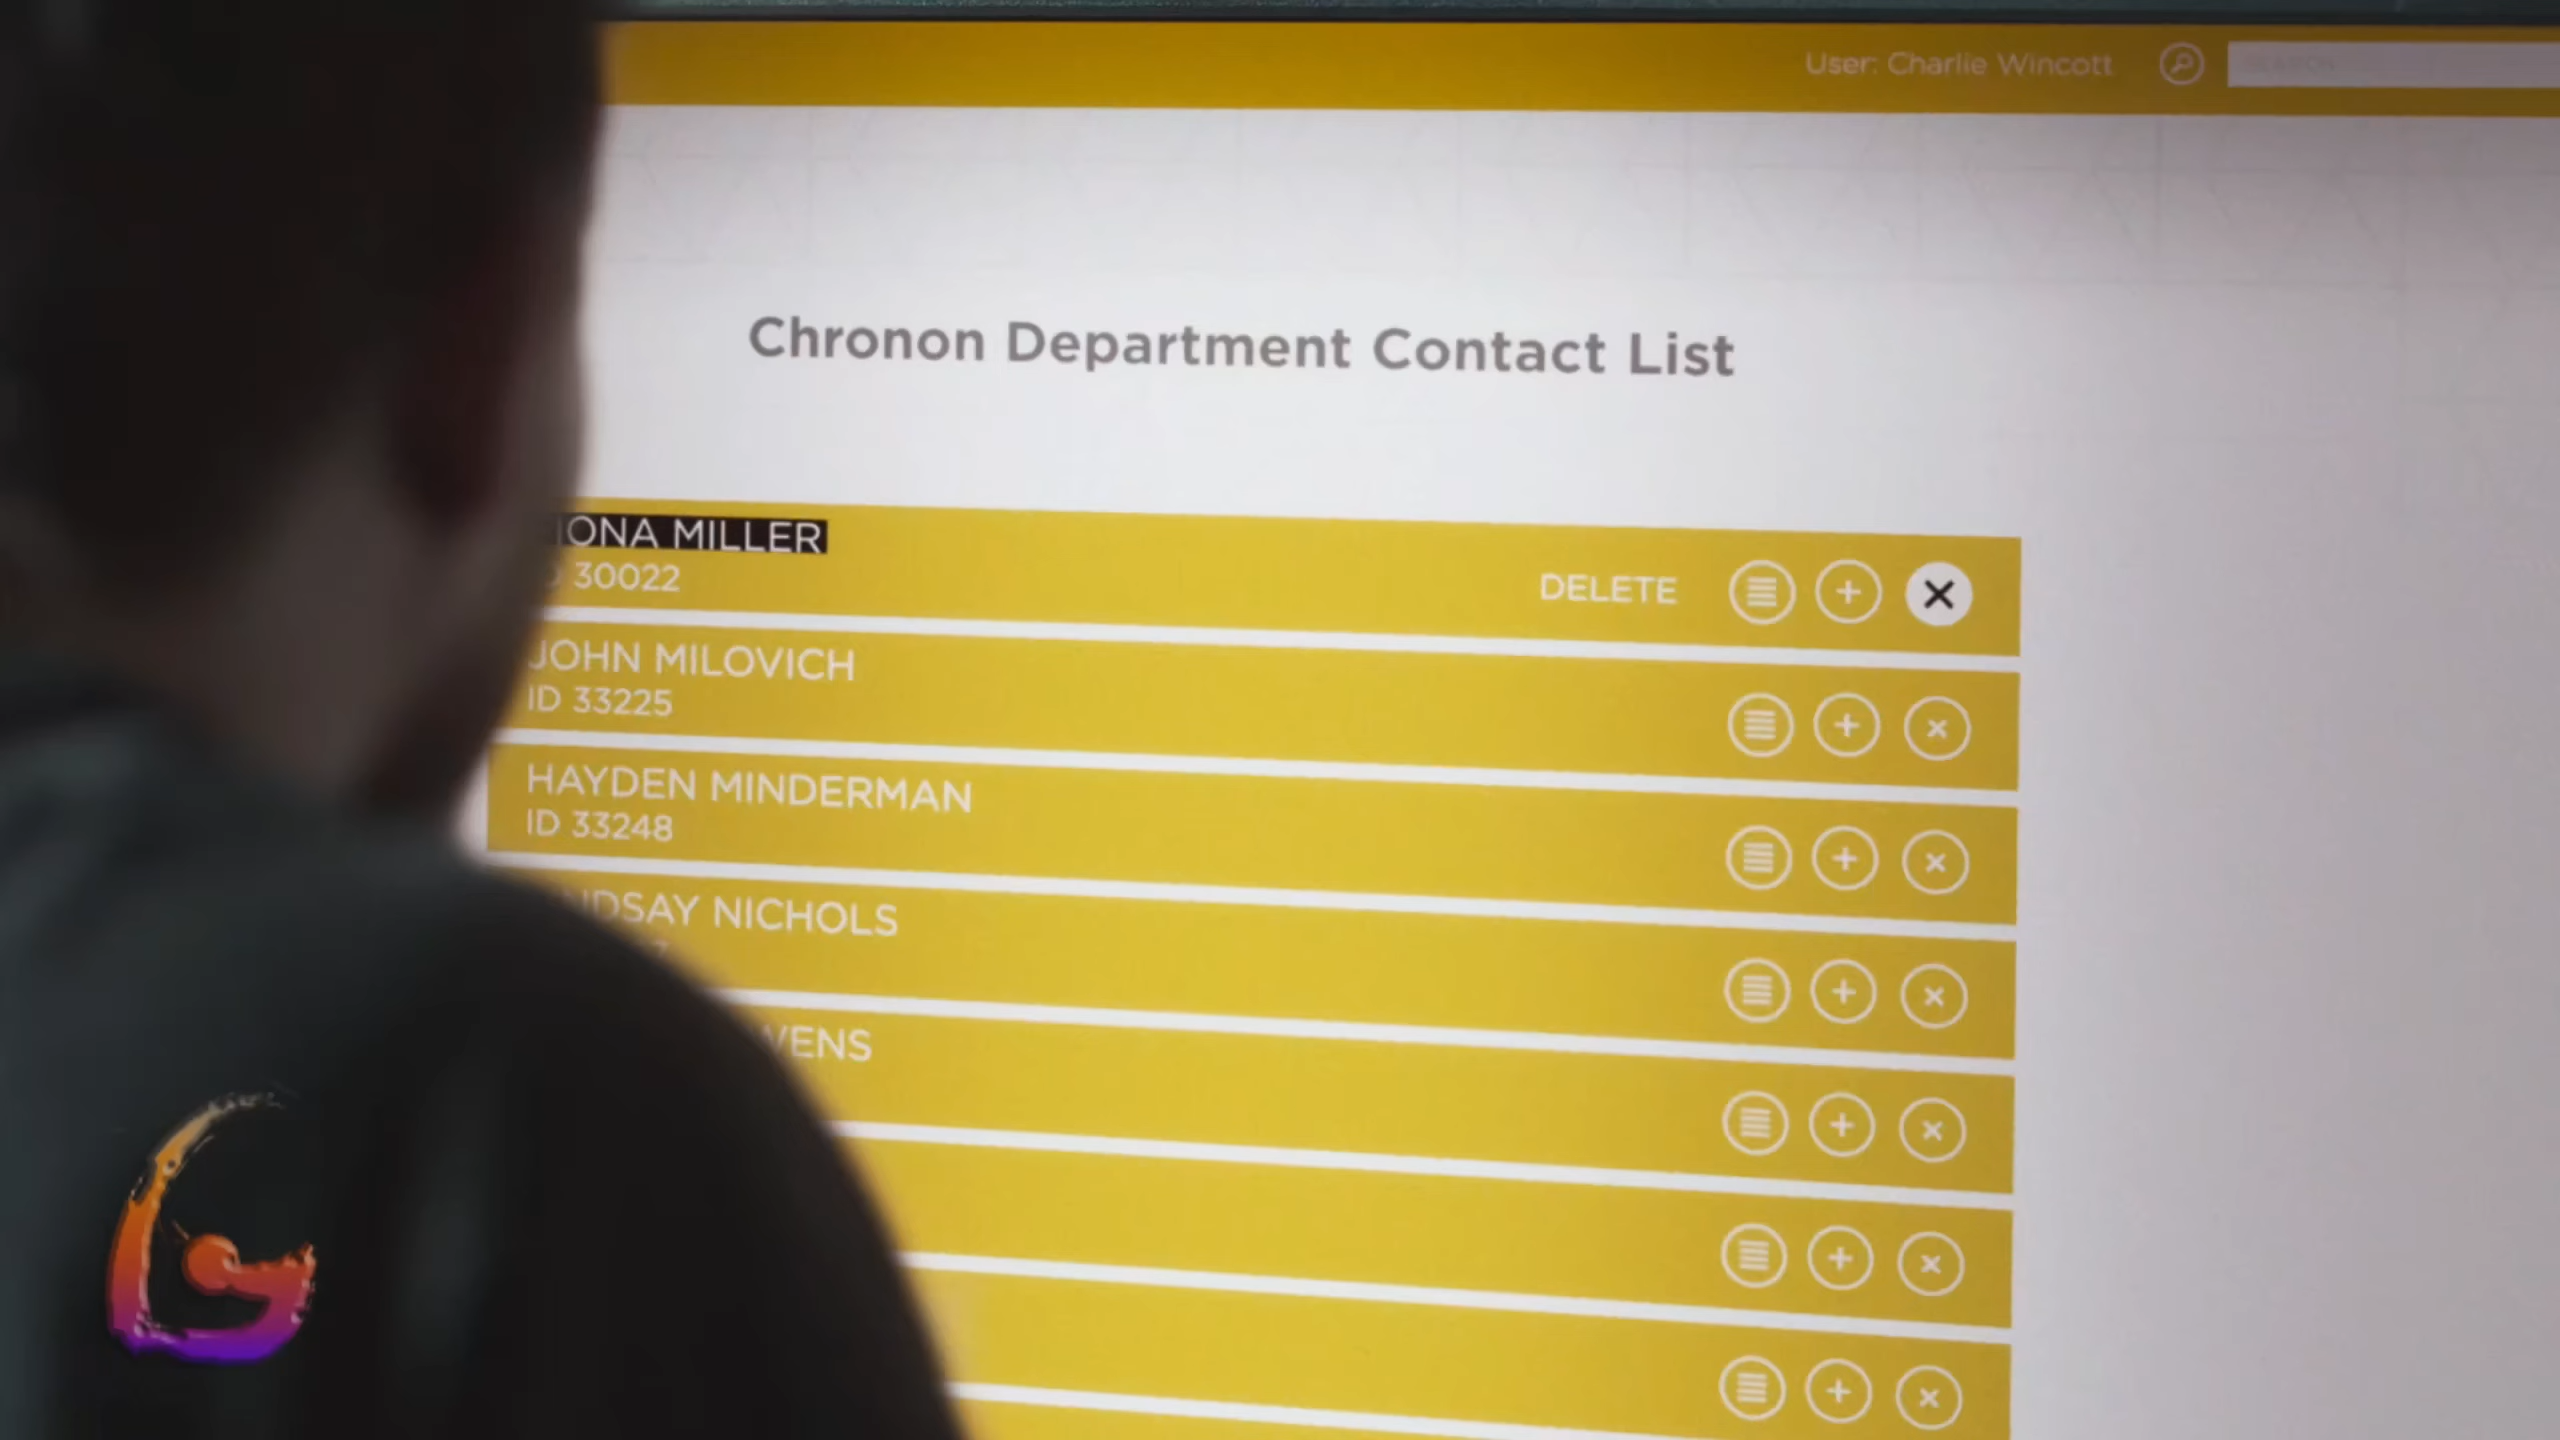 User: Charlie Wincott
Chronon Department Contact List
IONA MILLER
30022
DELETE
JOHN MILOVICH
ID 33225
HAYDEN MINDERMAN
ID 33248
DSAY NICHOLS
VENS